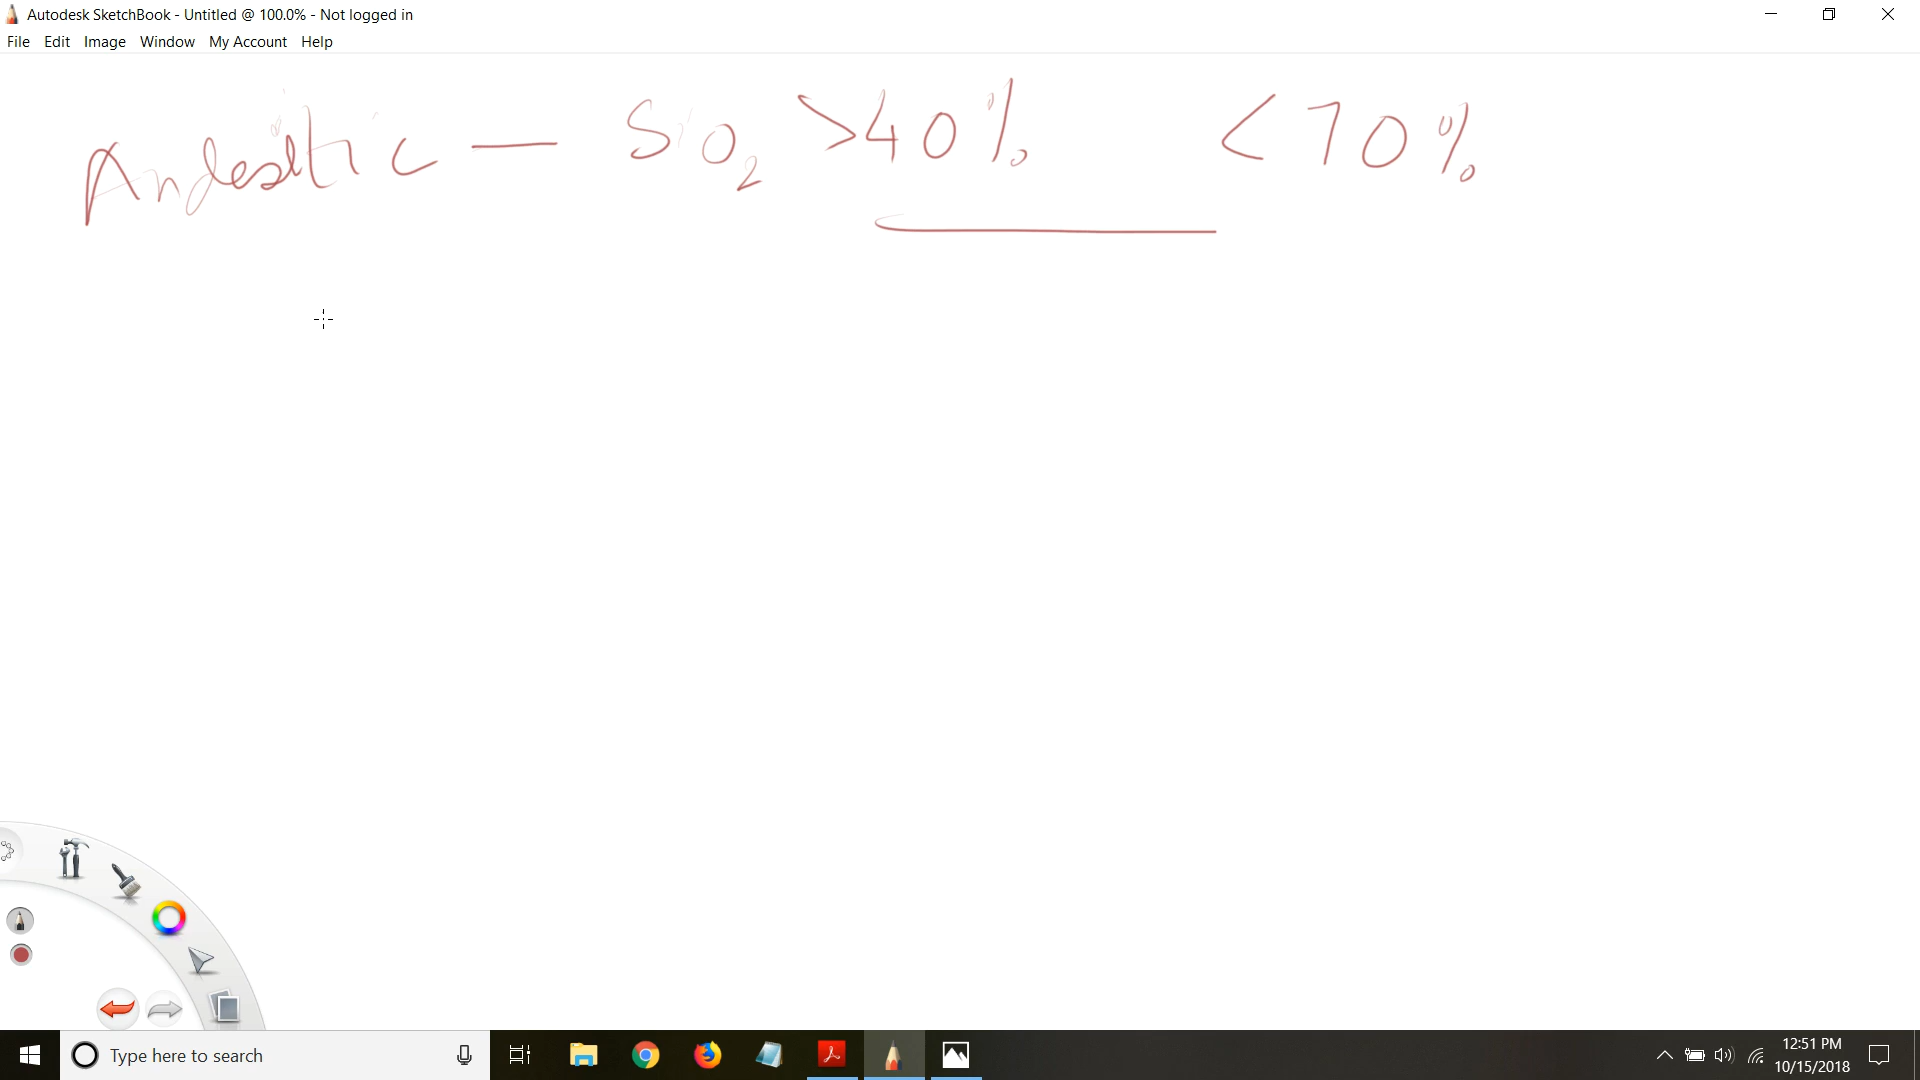 Autodesk SketchBook - Untitled @ 100.0% - Not logged in
File Edit Image Window My Account Help
Andesitic — SiO₂ >40% <70%
Type here to search
12:51 PM
10/15/2018